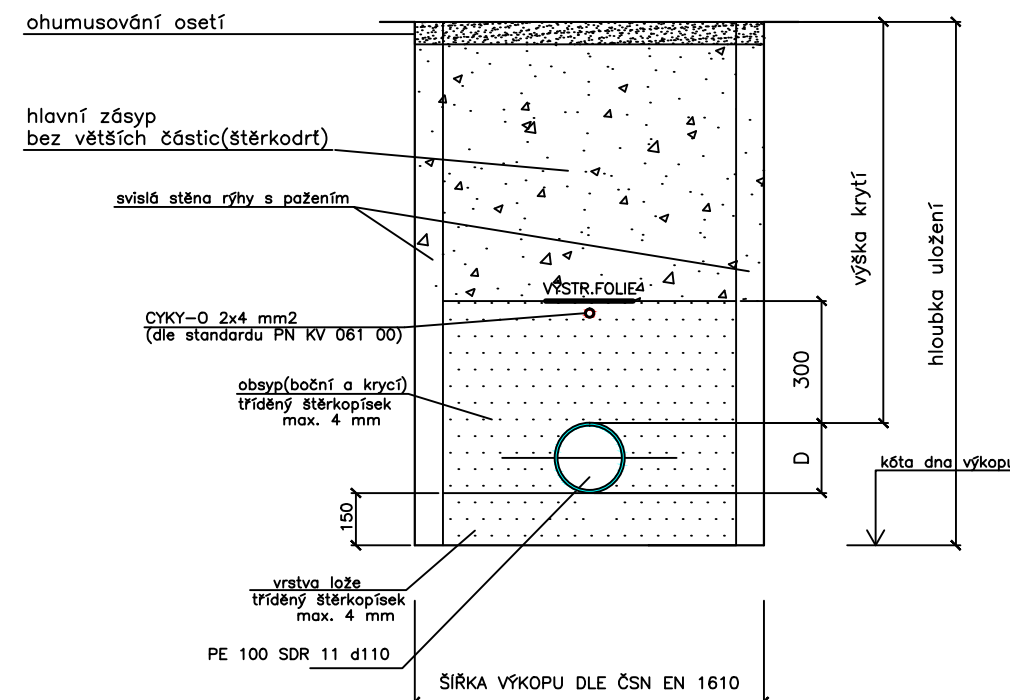 ohumusování osetí
hlavní zásyp
bez větších částic(štěrkodrť)
svislá stěna rýhy s pažením
VÝSTR.FOLIE
CYKY-O 2x4 mm2
(dle standardu PN KV 061 00)
obsyp(boční a krycí)
tříděný štěrkopísek
max. 4 mm
výška krytí
hloubka uložení
300
D
kóta dna výkopu
150
vrstva lože
tříděný štěrkopísek
max. 4 mm
PE 100 SDR 11 d110
ŠÍŘKA VÝKOPU DLE ČSN EN 1610